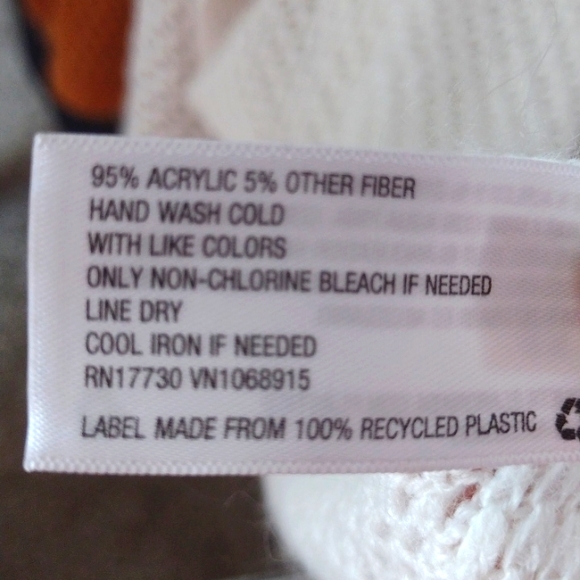 95% ACRYLIC 5% OTHER FIBER
HAND WASH COLD
WITH LIKE COLORS
ONLY NON-CHLORINE BLEACH IF NEEDED
LINE DRY
COOL IRON IF NEEDED
RN17730 VN1068915
LABEL MADE FROM 100% RECYCLED PLASTIC